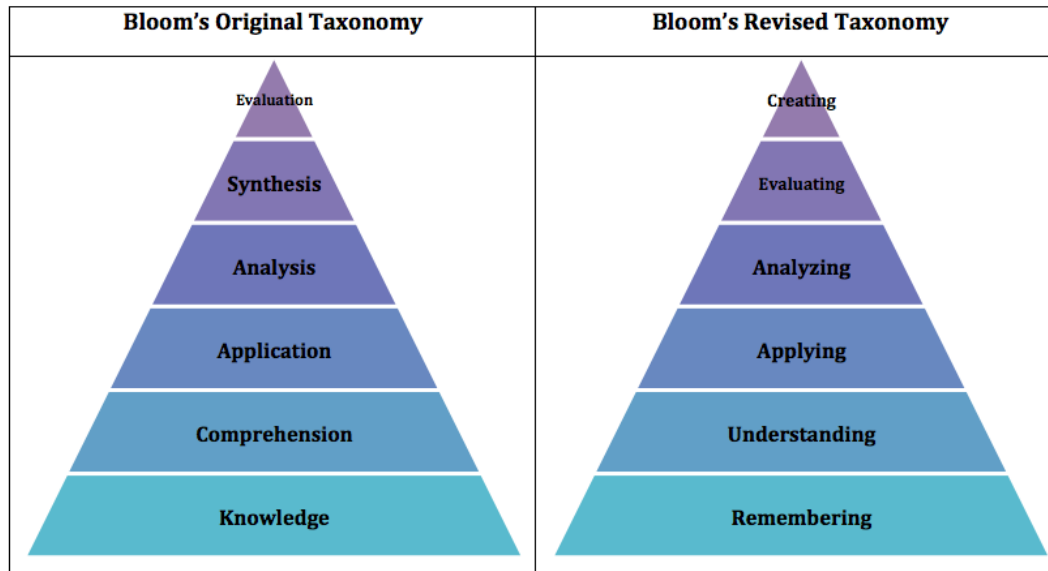 Bloom’s Original Taxonomy
Bloom’s Revised Taxonomy
Evaluation
Synthesis
Analysis
Application
Comprehension
Knowledge
Creating
Evaluating
Analyzing
Applying
Understanding
Remembering